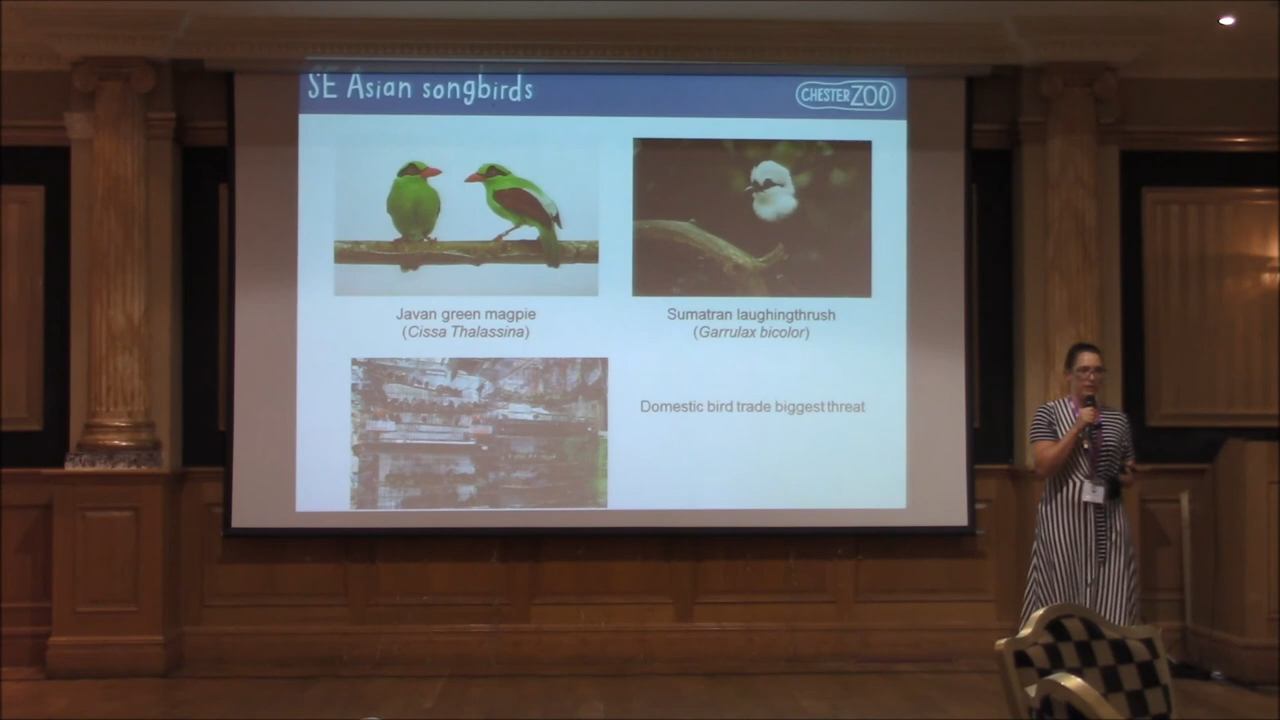 SE Asian songbirds
CHESTER ZOO
Javan green magpie
(Cissa Thalassina)
Sumatran laughingthrush
(Garrulax bicolor)
Domestic bird trade biggest threat